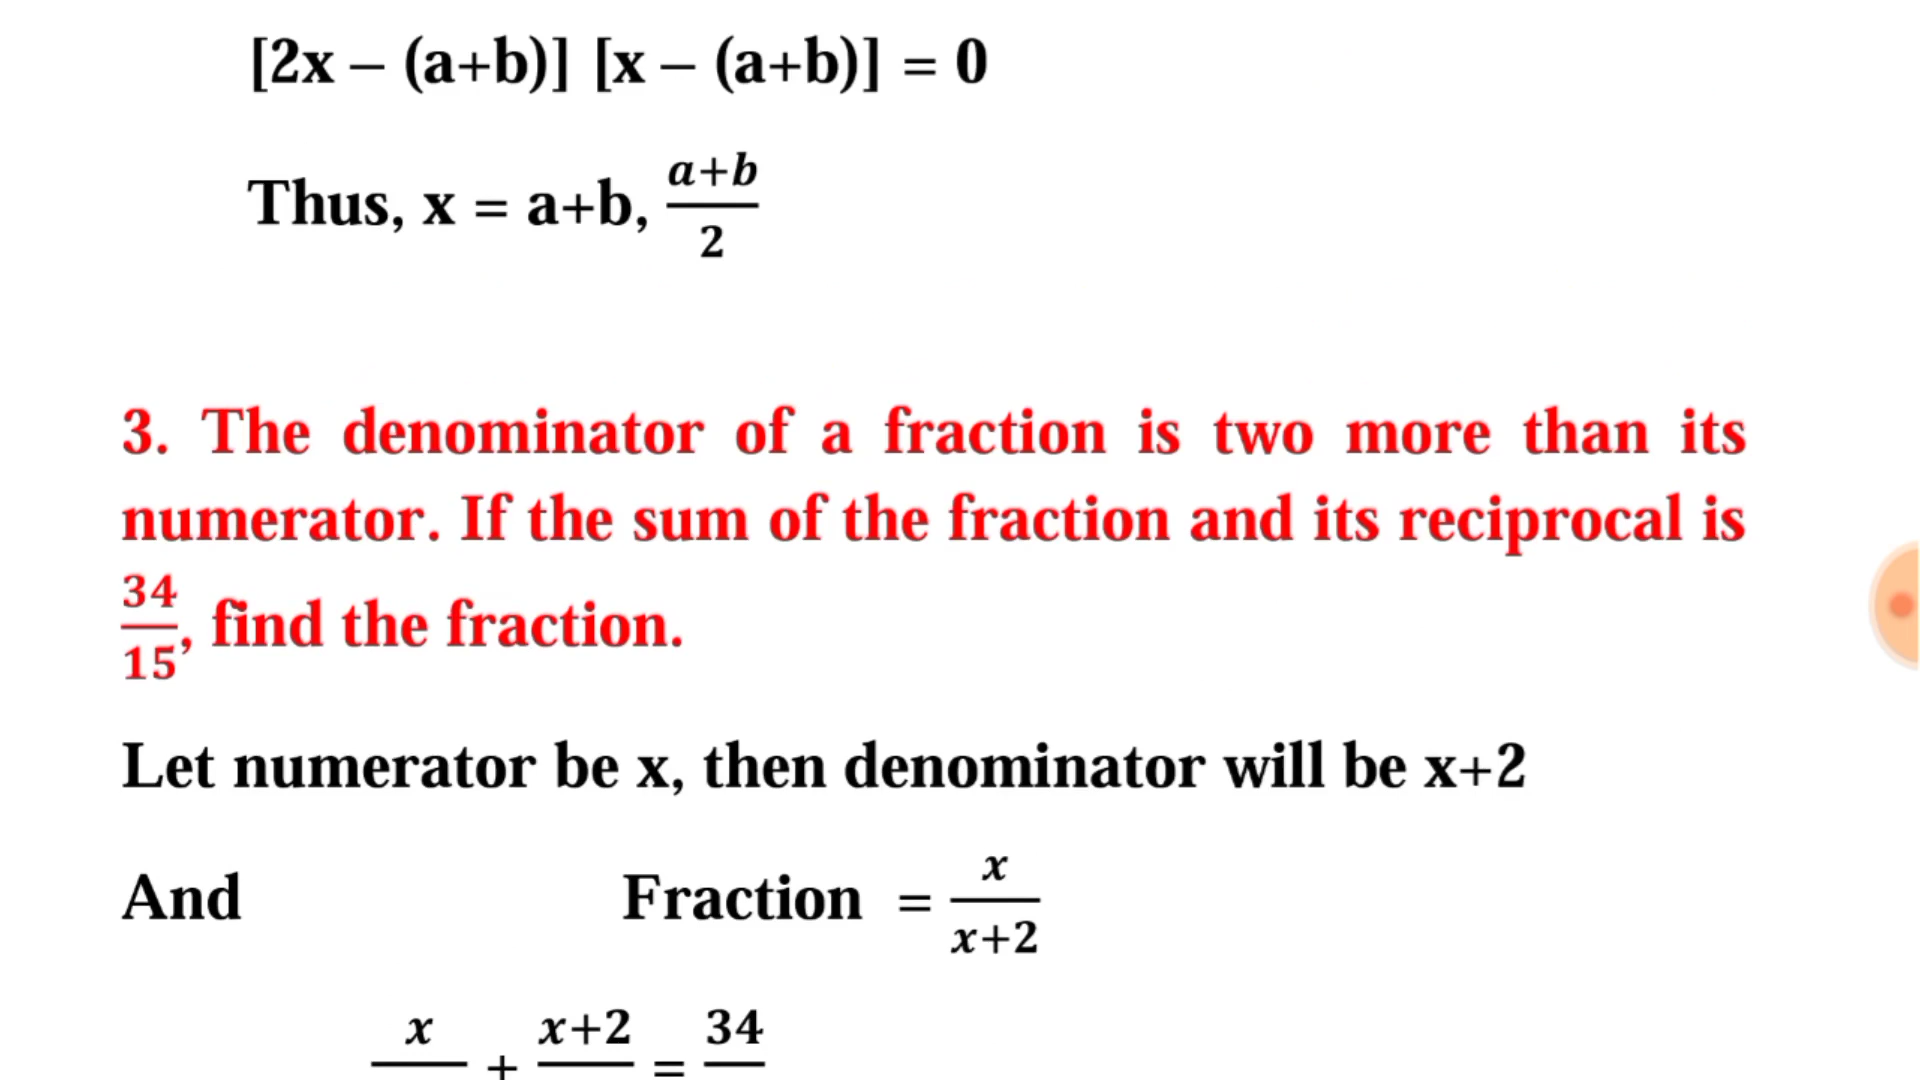 [2x – (a+b)] [x – (a+b)] = 0
Thus, x = a+b, a+b/2
3. The denominator of a fraction is two more than its
numerator. If the sum of the fraction and its reciprocal is
34/15, find the fraction.
Let numerator be x, then denominator will be x+2
And Fraction = x/x+2
x + x+2 = 34